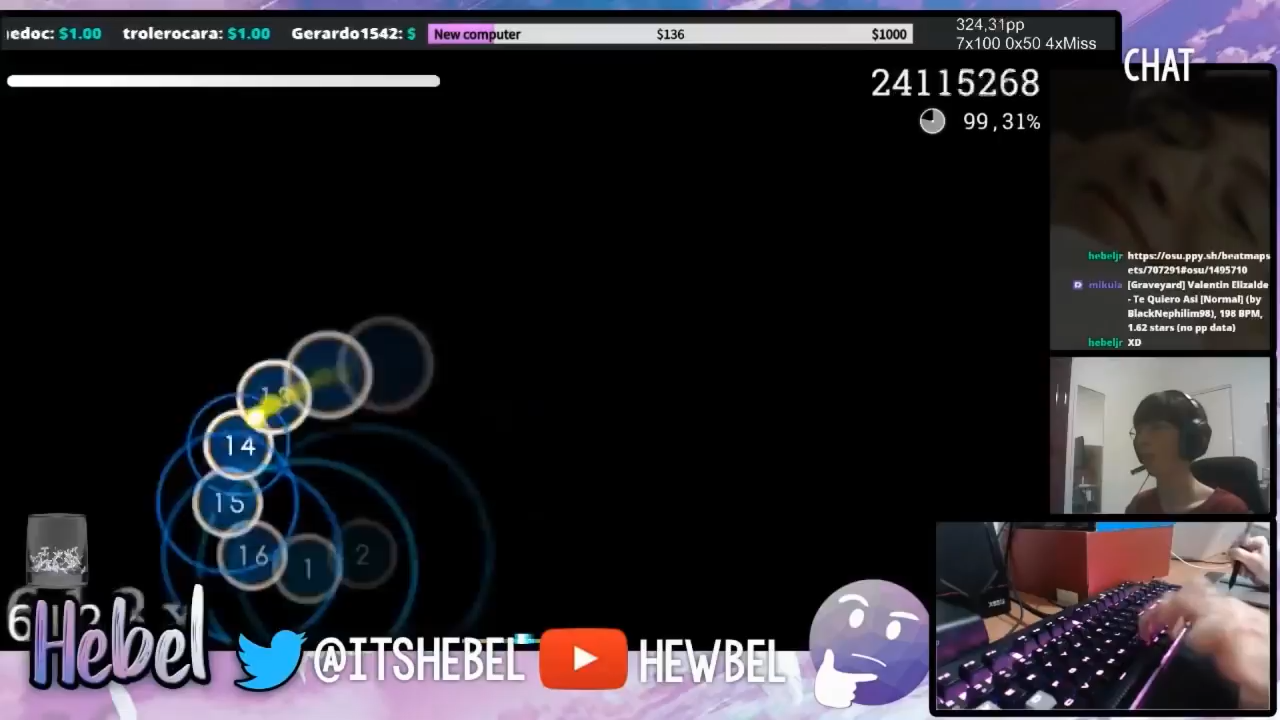 edoc: $1.00 trolerocara: $1.00 Gerardo1542: $
New computer $136 $1000
324,31pp
7x100 0x50 4xMiss
CHAT
24115268
99,31%
hebeljr https://osu.ppy.sh/beatmaps
ets/707291#osu/1495710
mikuia [Graveyard] Valentin Elizalde
- Te Quiero Asi [Normal] (by
BlackNephilim98), 198 BPM,
1.62 stars (no pp data)
hebeljr XD
13
14
15
16
1
2
Hebel
@ITSHEBEL
HEWBEL